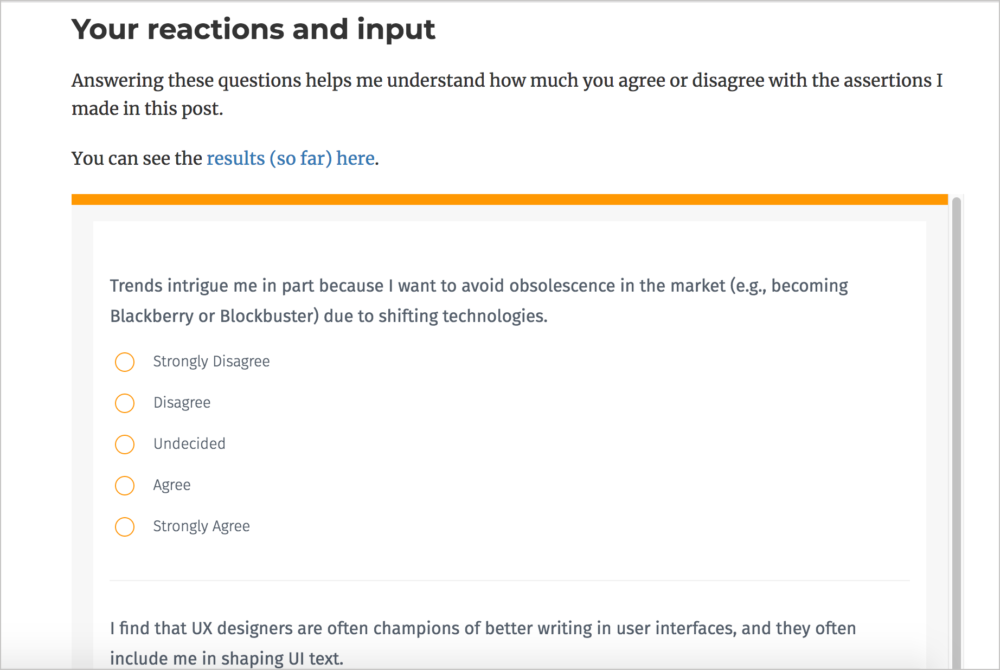 Your reactions and input
Answering these questions helps me understand how much you agree or disagree with the assertions I
made in this post.
You can see the results (so far) here.
Trends intrigue me in part because I want to avoid obsolescence in the market (e.g., becoming
Blackberry or Blockbuster) due to shifting technologies.
Strongly Disagree
Disagree
Undecided
Agree
Strongly Agree
I find that UX designers are often champions of better writing in user interfaces, and they often
include me in shaping UI text.